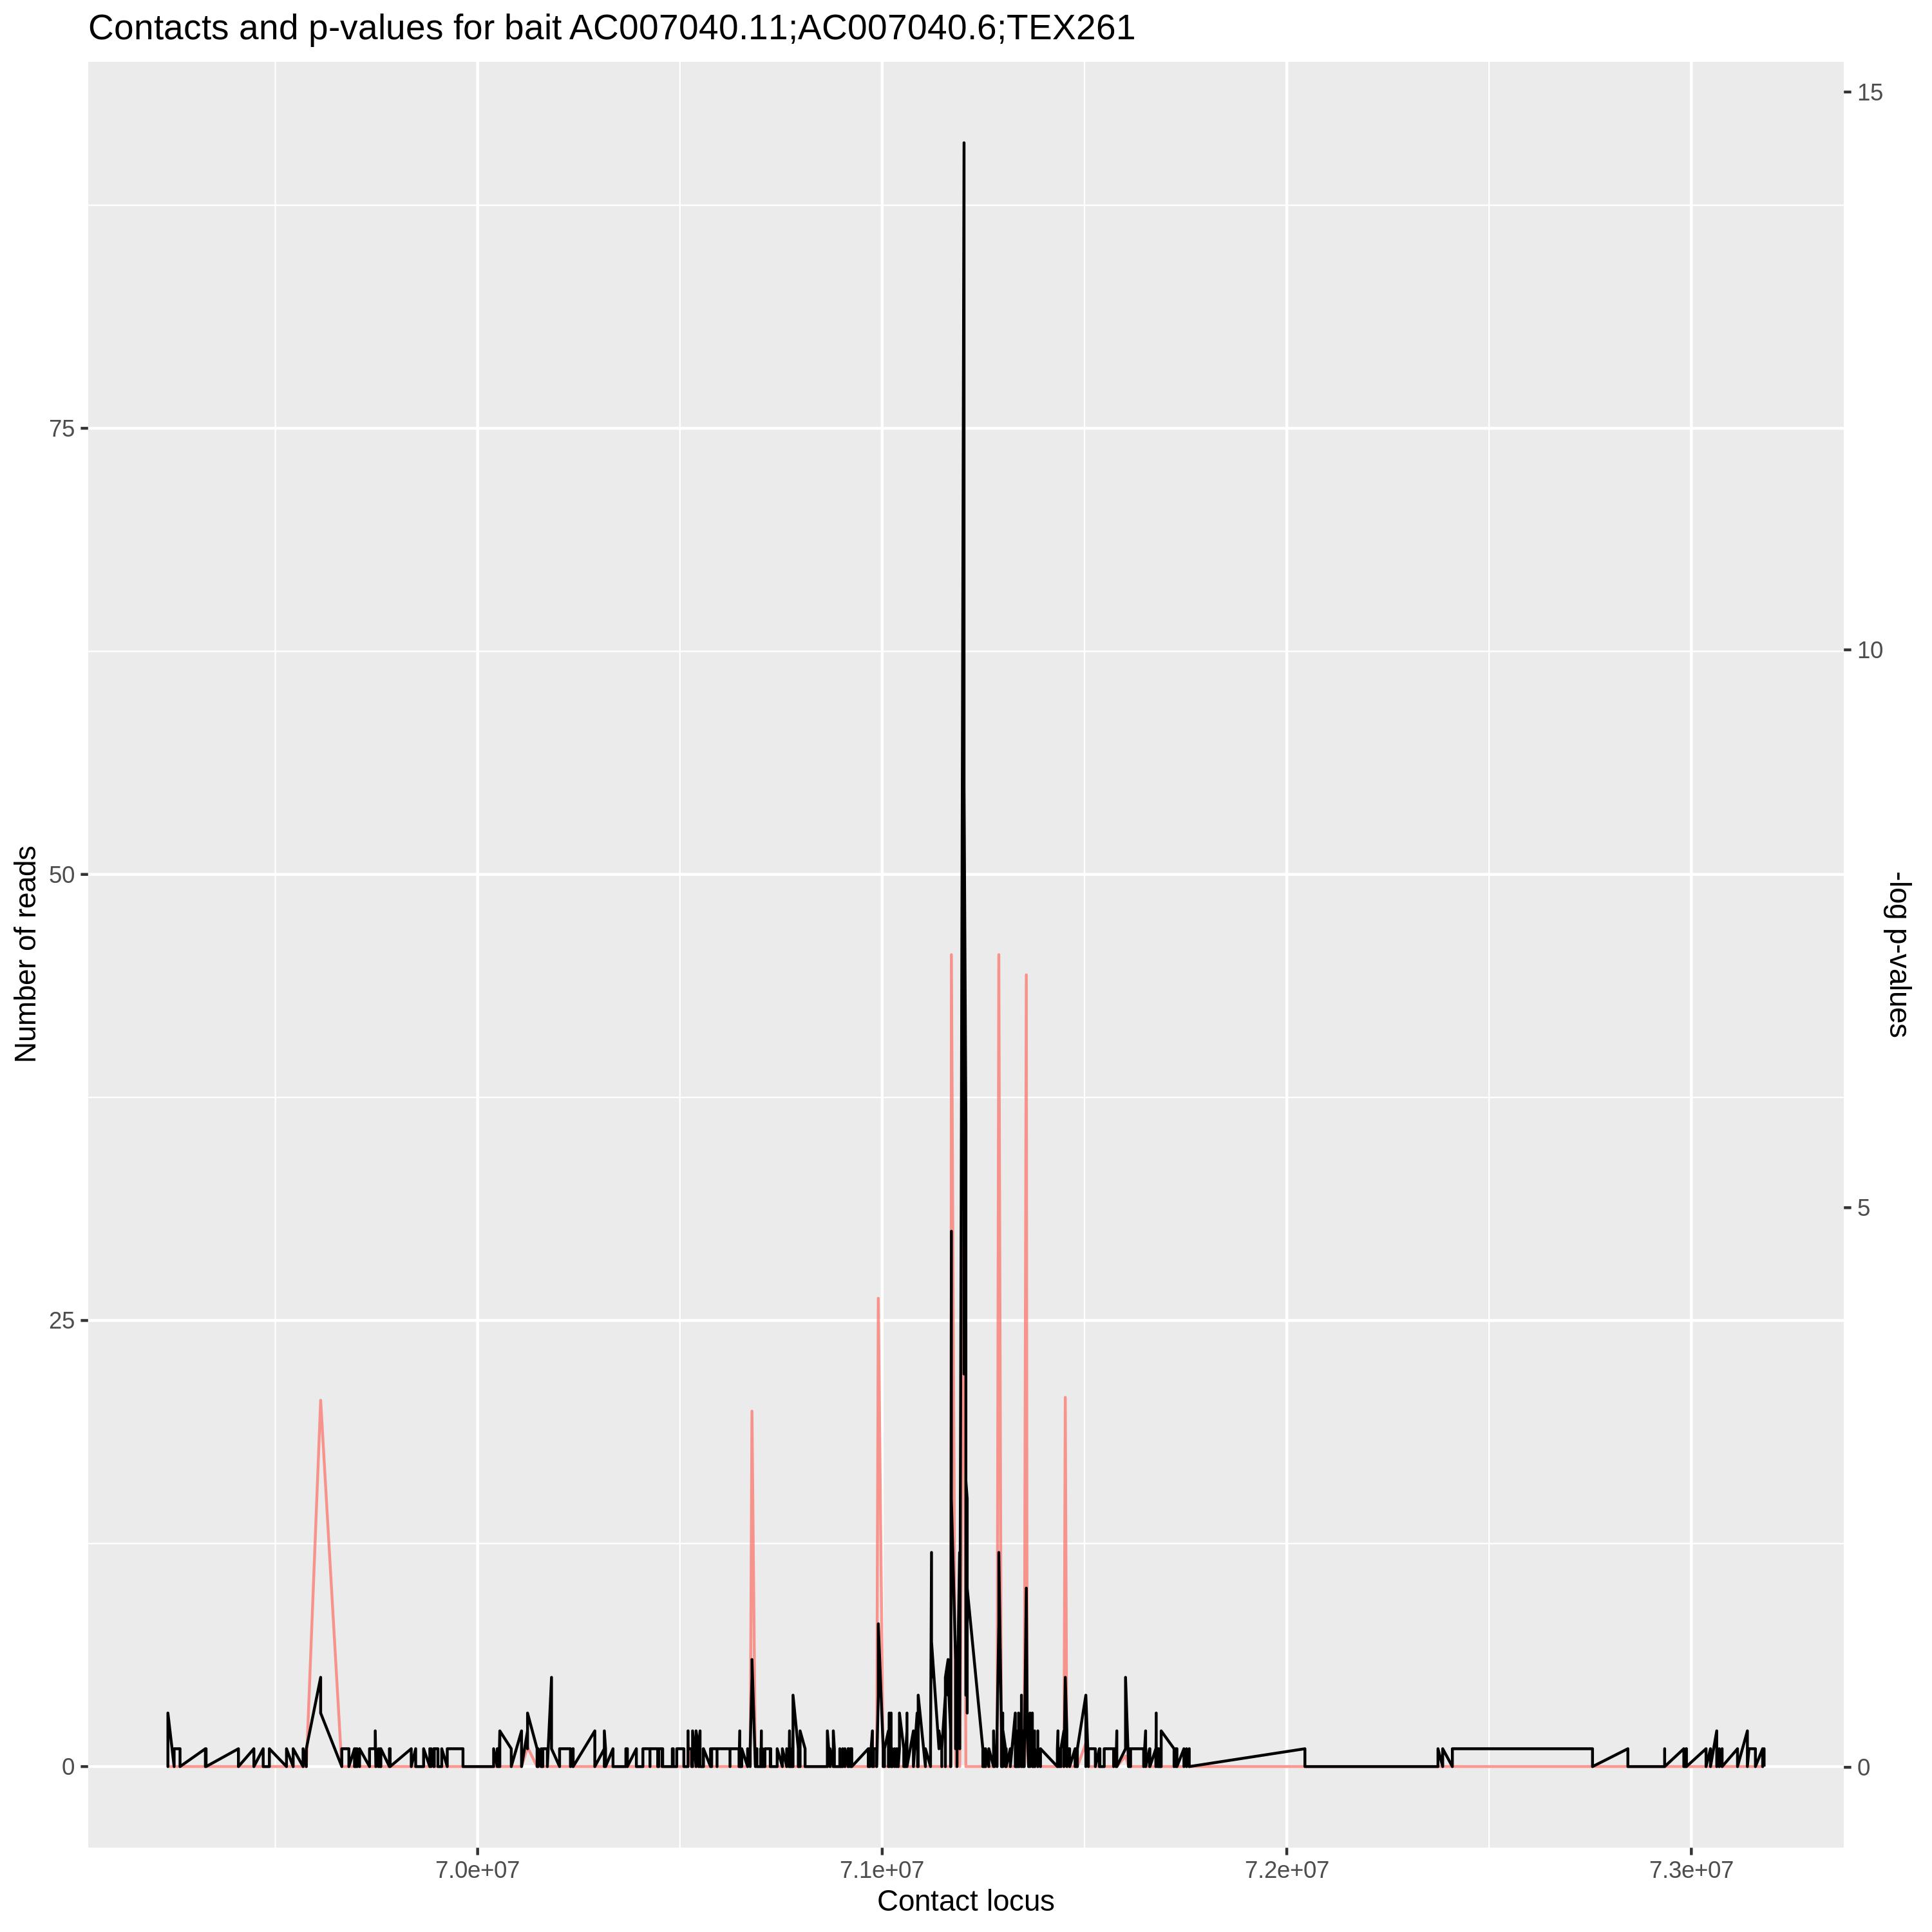 Contacts and p-values for bait AC007040.11;AC007040.6;TEX261
15
75
10
50
Number of reads
-log p-values
5
25
0
0
7.0e+07
7.1e+07
7.2e+07
7.3e+07
Contact locus